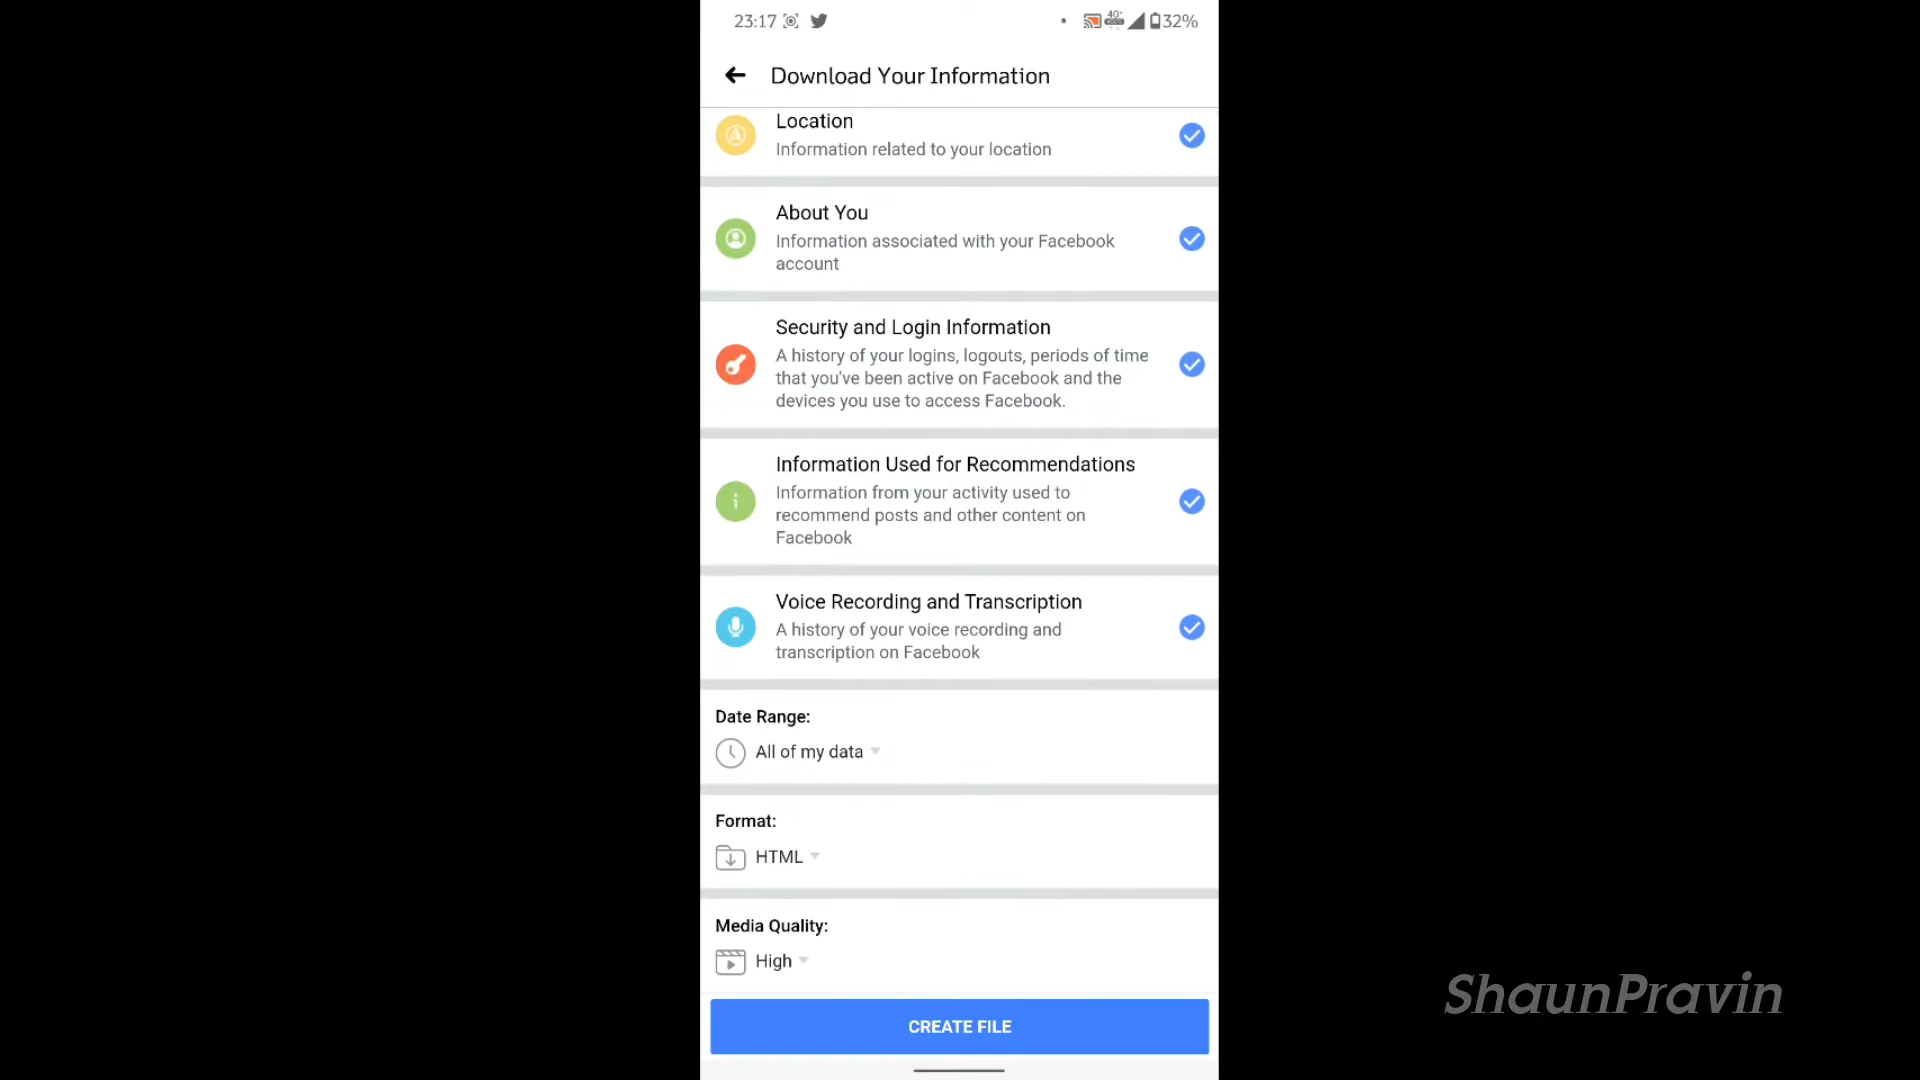 23:17
4G+
32%
Download Your Information
Location
Information related to your location
About You
Information associated with your Facebook
account
Security and Login Information
A history of your logins, logouts, periods of time
that you've been active on Facebook and the
devices you use to access Facebook.
Information Used for Recommendations
Information from your activity used to
recommend posts and other content on
Facebook
Voice Recording and Transcription
A history of your voice recording and
transcription on Facebook
Date Range:
All of my data
Format:
HTML
Media Quality:
High
ShaunPravin
CREATE FILE